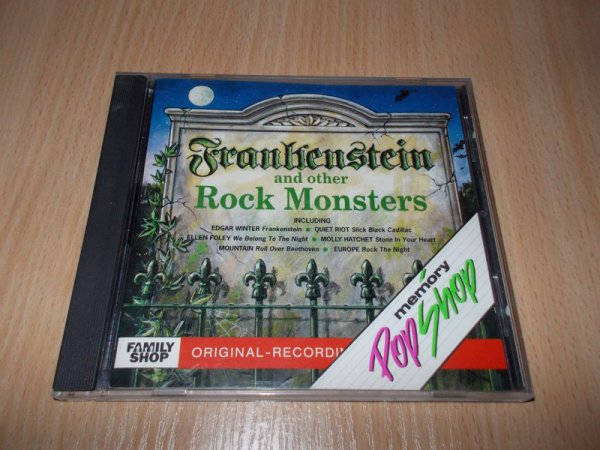 Frankenstein
and other
Rock Monsters
INCLUDING
EDGAR WINTER Frankenstein • QUIET RIOT Slick Black Cadillac
ELLEN FOLEY We Belong To The Night • MOLLY HATCHET Stone In Your Heart
MOUNTAIN Roll Over Beethoven • EUROPE Rock The Night
memory
Pop Shop
FAMILY
SHOP
ORIGINAL-RECORDIN